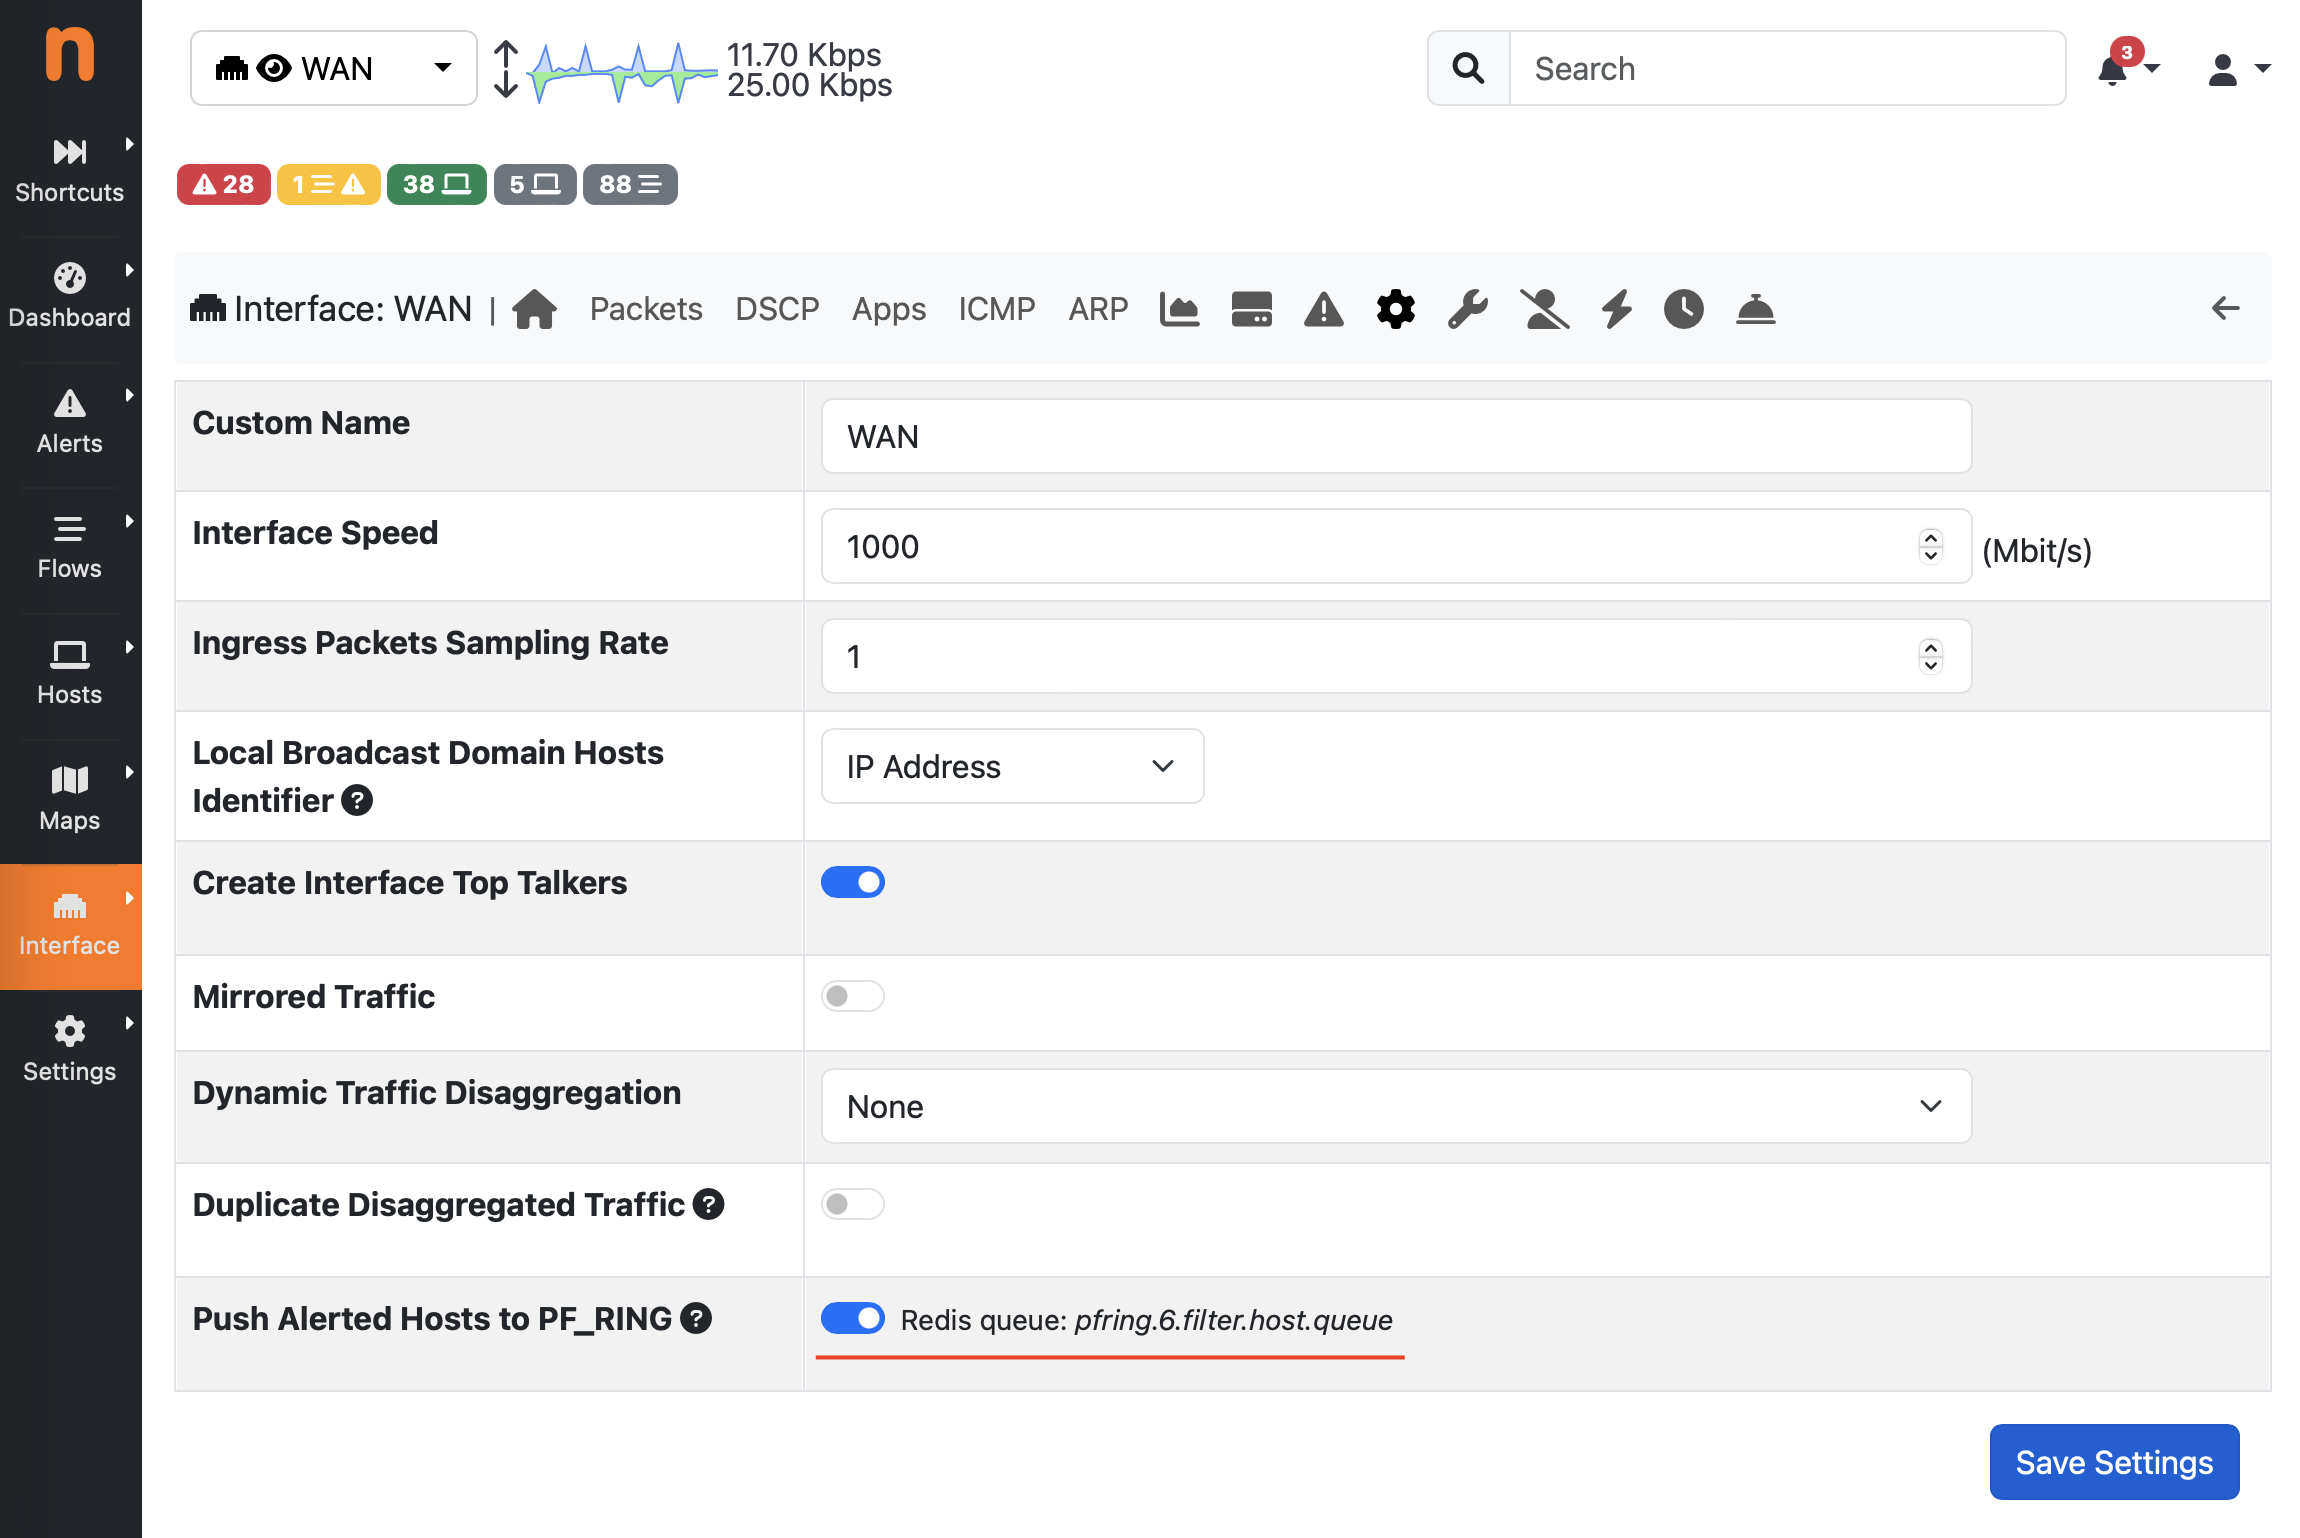 n
WAN
11.70 Kbps
25.00 Kbps
Search
3
28
1
38
5
88
Shortcuts
Dashboard
Alerts
Flows
Hosts
Maps
Interface
Settings
Interface: WAN | Packets DSCP Apps ICMP ARP
Custom Name
WAN
Interface Speed
1000
(Mbit/s)
Ingress Packets Sampling Rate
1
Local Broadcast Domain Hosts
Identifier ?
IP Address
Create Interface Top Talkers
Mirrored Traffic
Dynamic Traffic Disaggregation
None
Duplicate Disaggregated Traffic ?
Push Alerted Hosts to PF_RING ?
Redis queue: pfring.6.filter.host.queue
Save Settings